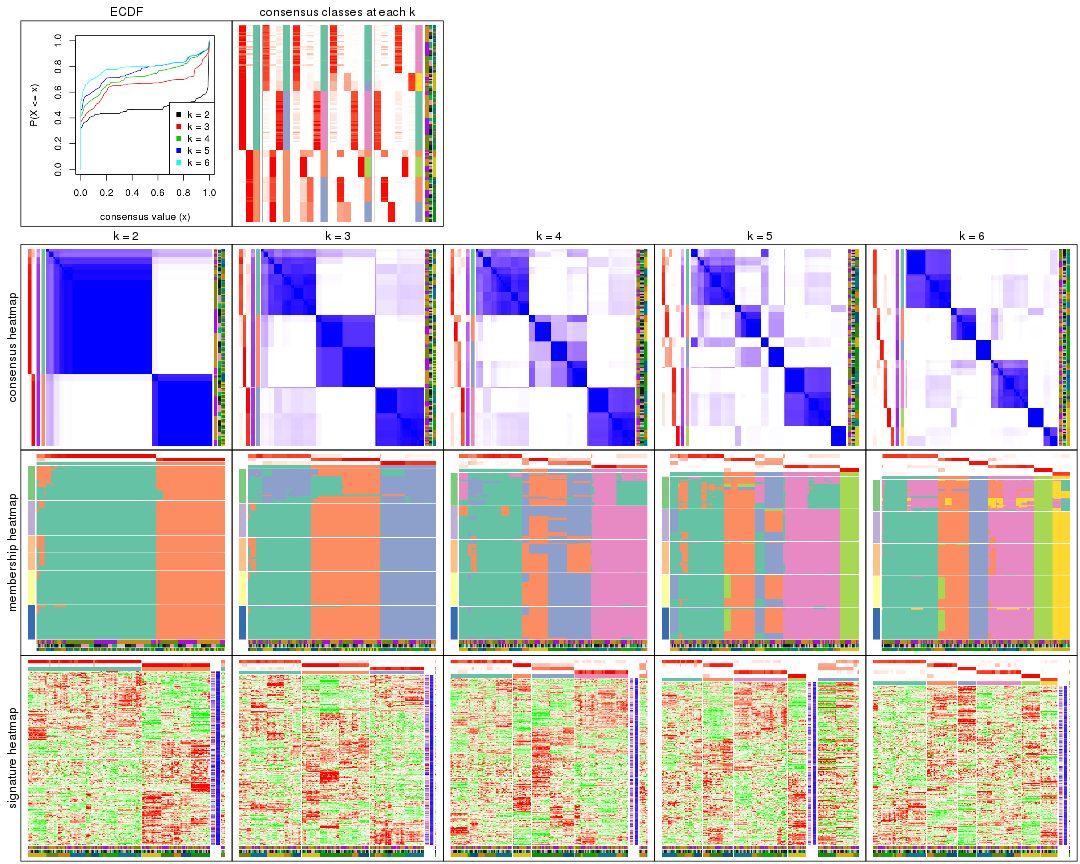 ECDF
consensus classes at each k
P(X <= x)
0.0 0.2 0.4 0.6 0.8 1.0
k = 2
k = 3
k = 4
k = 5
k = 6
0.0 0.2 0.4 0.6 0.8 1.0
consensus value (x)
k = 2
k = 3
k = 4
k = 5
k = 6
consensus heatmap
membership heatmap
signature heatmap